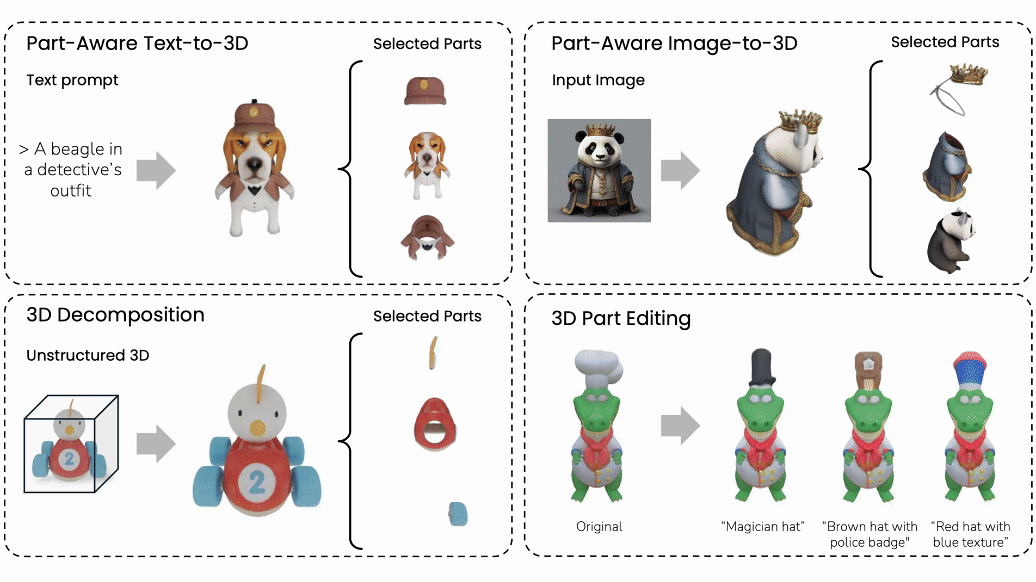 Part-Aware Text-to-3D
Selected Parts
Text prompt
> A beagle in
a detective's
outfit
Part-Aware Image-to-3D
Selected Parts
Input Image
3D Decomposition
Selected Parts
Unstructured 3D
2
2
3D Part Editing
Original
“Magician hat”
“Brown hat with
police badge"
“Red hat with
blue texture”